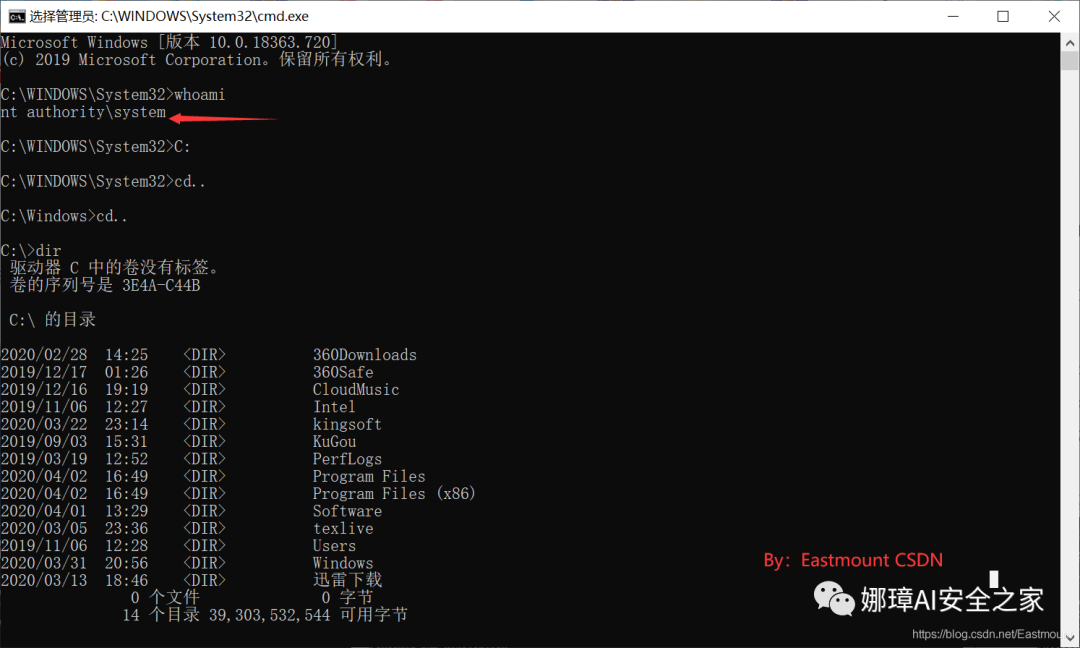 选择管理员: C:\WINDOWS\System32\cmd.exe
Microsoft Windows [版本 10.0.18363.720]
(c) 2019 Microsoft Corporation。保留所有权利。
C:\WINDOWS\System32>whoami
nt authority\system
C:\WINDOWS\System32>C:
C:\WINDOWS\System32>cd..
C:\Windows>cd..
C:\>dir
驱动器 C 中的卷没有标签。
卷的序列号是 3E4A-C44B
C:\ 的目录
2020/02/28  14:25    <DIR>          360Downloads
2019/12/17  01:26    <DIR>          360Safe
2019/12/16  19:19    <DIR>          CloudMusic
2019/11/06  12:27    <DIR>          Intel
2020/03/22  23:14    <DIR>          kingsoft
2019/09/03  15:31    <DIR>          KuGou
2019/03/19  12:52    <DIR>          PerfLogs
2020/04/02  16:49    <DIR>          Program Files
2020/04/02  16:49    <DIR>          Program Files (x86)
2020/04/01  13:29    <DIR>          Software
2020/03/05  23:36    <DIR>          texlive
2019/11/06  12:28    <DIR>          Users
2020/03/31  20:56    <DIR>          Windows
2020/03/13  18:46    <DIR>          迅雷下载
0 个文件              0 字节
14 个目录 39,303,532,544 可用字节
By：Eastmount CSDN
娜璋AI安全之家
https://blog.csdn.net/Eastmou